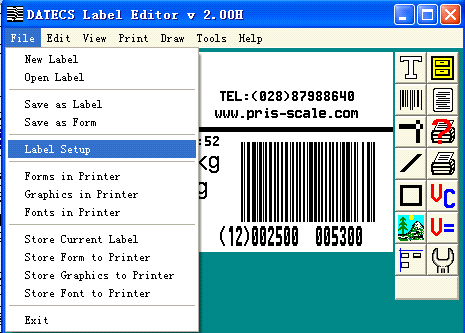 DATECS Label Editor v 2.00H
File Edit View Print Draw Tools Help
New Label
Open Label
Save as Label
Save as Form
Label Setup
Forms in Printer
Graphics in Printer
Fonts in Printer
Store Current Label
Store Form to Printer
Store Graphics to Printer
Store Font to Printer
Exit
TEL:(028)87988640
www.pris-scale.com
:52
kg
g
(12)002500 005300
T
?
VC
V=